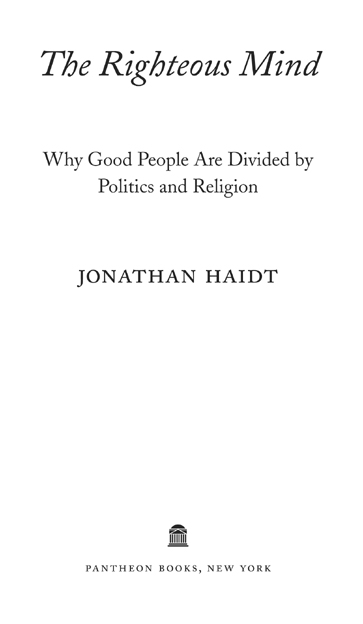 The Righteous Mind
Why Good People Are Divided by
Politics and Religion
JONATHAN HAIDT
PANTHEON BOOKS, NEW YORK